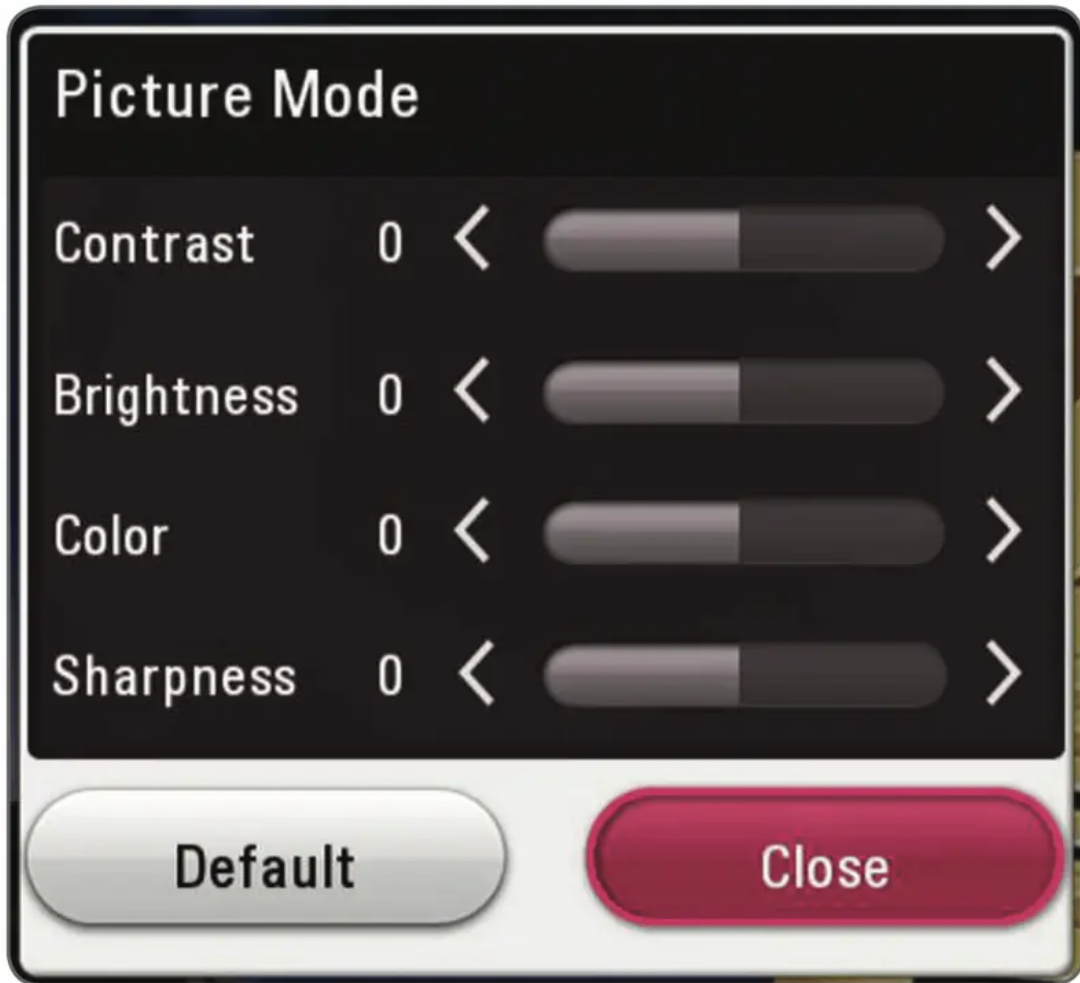 Picture Mode
Contrast 0
Brightness 0
Color 0
Sharpness 0
Default Close